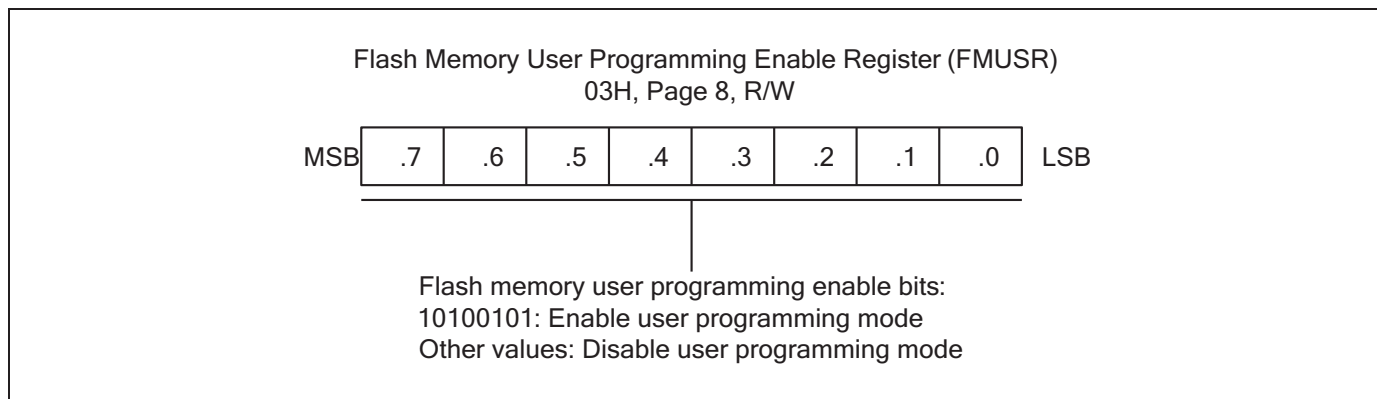 Flash Memory User Programming Enable Register (FMUSR)
03H, Page 8, R/W
MSB .7 .6 .5 .4 .3 .2 .1 .0 LSB
Flash memory user programming enable bits:
10100101: Enable user programming mode
Other values: Disable user programming mode